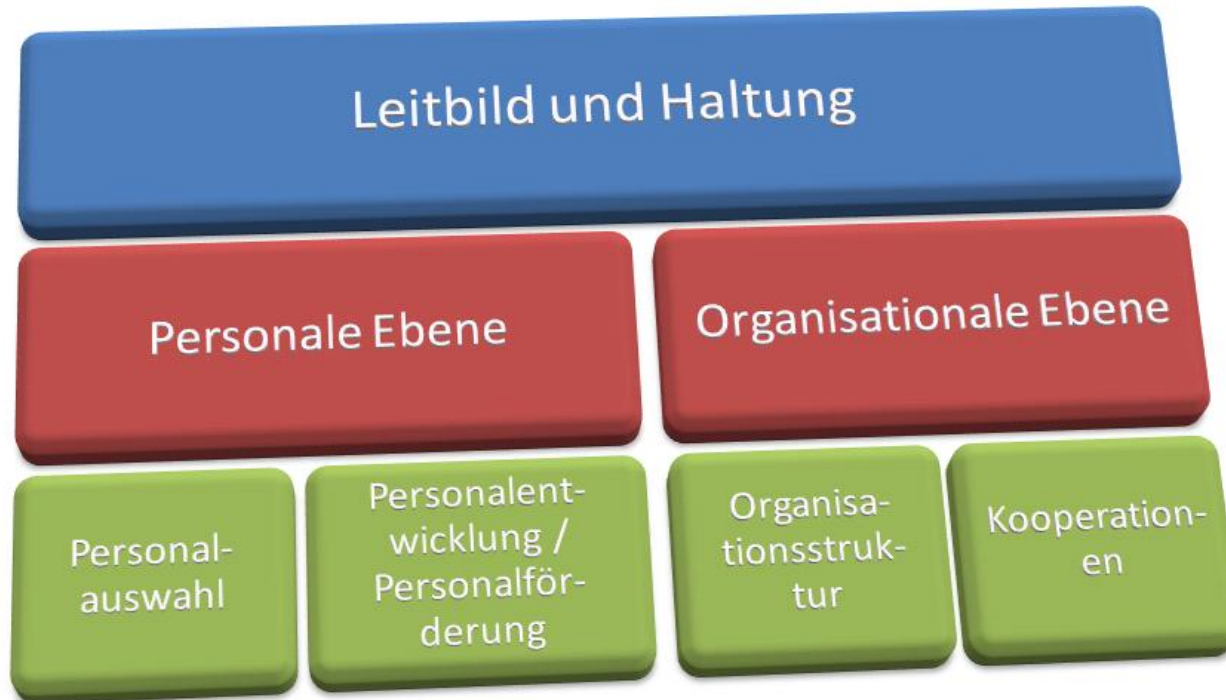 Leitbild und Haltung
Personale Ebene
Organisationale Ebene
Personal-
auswahl
Personalent-
wicklung /
Personalför-
derung
Organisa-
tionsstruk-
tur
Kooperation-
en